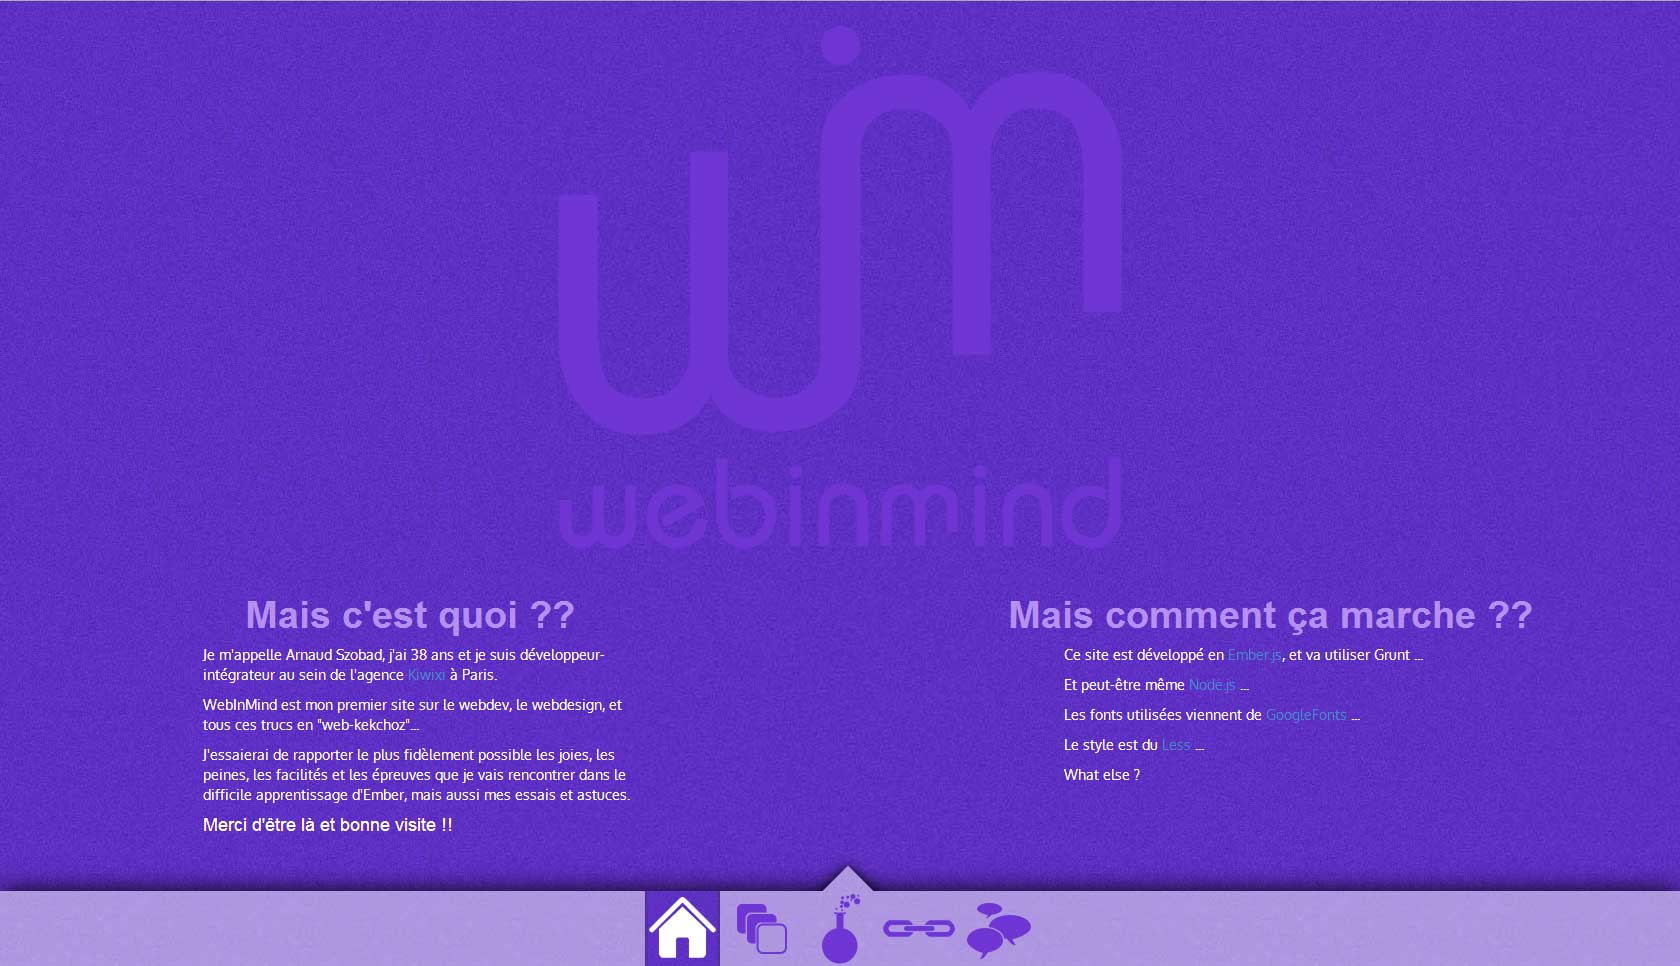 wim
webinmind
Mais c'est quoi ??
Je m'appelle Arnaud Szobad, j'ai 38 ans et je suis développeur-
intégrateur au sein de l'agence Kiwixi à Paris.
WebInMind est mon premier site sur le webdev, le webdesign, et
tous ces trucs en "web-kekchoz"...
J'essaierai de rapporter le plus fidèlement possible les joies, les
peines, les facilités et les épreuves que je vais rencontrer dans le
difficile apprentissage d'Ember, mais aussi mes essais et astuces.
Merci d'être là et bonne visite !!
Mais comment ça marche ??
Ce site est développé en Ember.js, et va utiliser Grunt ...
Et peut-être même Node.js ...
Les fonts utilisées viennent de GoogleFonts ...
Le style est du Less ...
What else ?